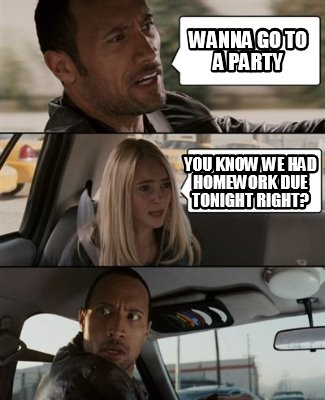 WANNA GO TO
A PARTY
YOU KNOW WE HAD
HOMEWORK DUE
TONIGHT RIGHT?